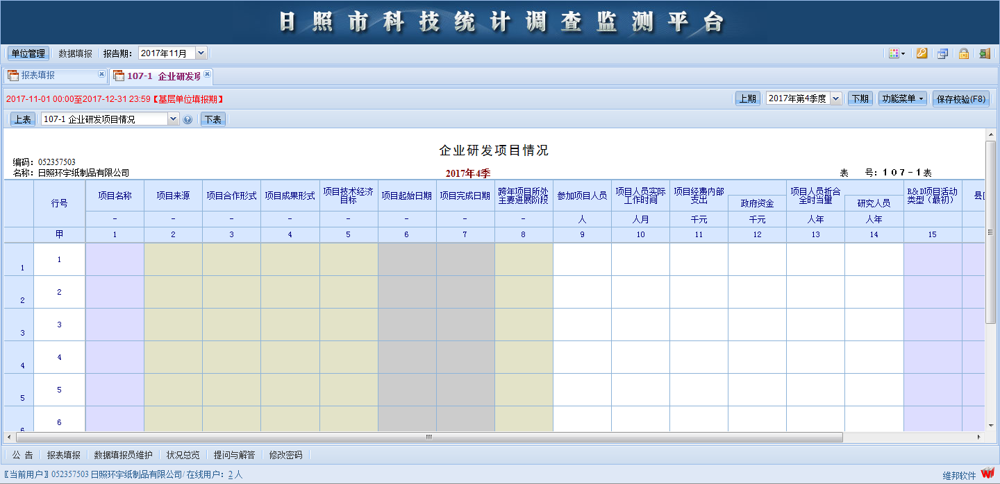 日照市科技统计调查监测平台
单位管理 数据填报 报告期： 2017年11月
报表填报 107-1 企业研发项
2017-11-01 00:00至2017-12-31 23:59【基层单位填报期】 上期 2017年第4季度 下期 功能菜单 保存校验(F8)
上表 107-1 企业研发项目情况 下表
企业研发项目情况
编码：052357503
名称：日照环宇纸制品有限公司 2017年4季 表 号：１０７－１表
行号 项目名称 项目来源 项目合作形式 项目成果形式 项目技术经济目标 项目起始日期 项目完成日期 跨年项目所处主要进展阶段 参加项目人员 项目人员实际工作时间 项目经费内部支出 政府资金 项目人员折合全时当量 研究人员 R&D项目活动类型（最初）
- - - - - - - - 人 人月 千元 千元 人年 人年
甲 1 2 3 4 5 6 7 8 9 10 11 12 13 14 15
1 1
2 2
3 3
4 4
5 5
6 6
公 告 报表填报 数据填报员维护 状况总览 提问与解答 修改密码
〖当前用户〗052357503 日照环宇纸制品有限公司/ 在线用户：2 人 维邦软件